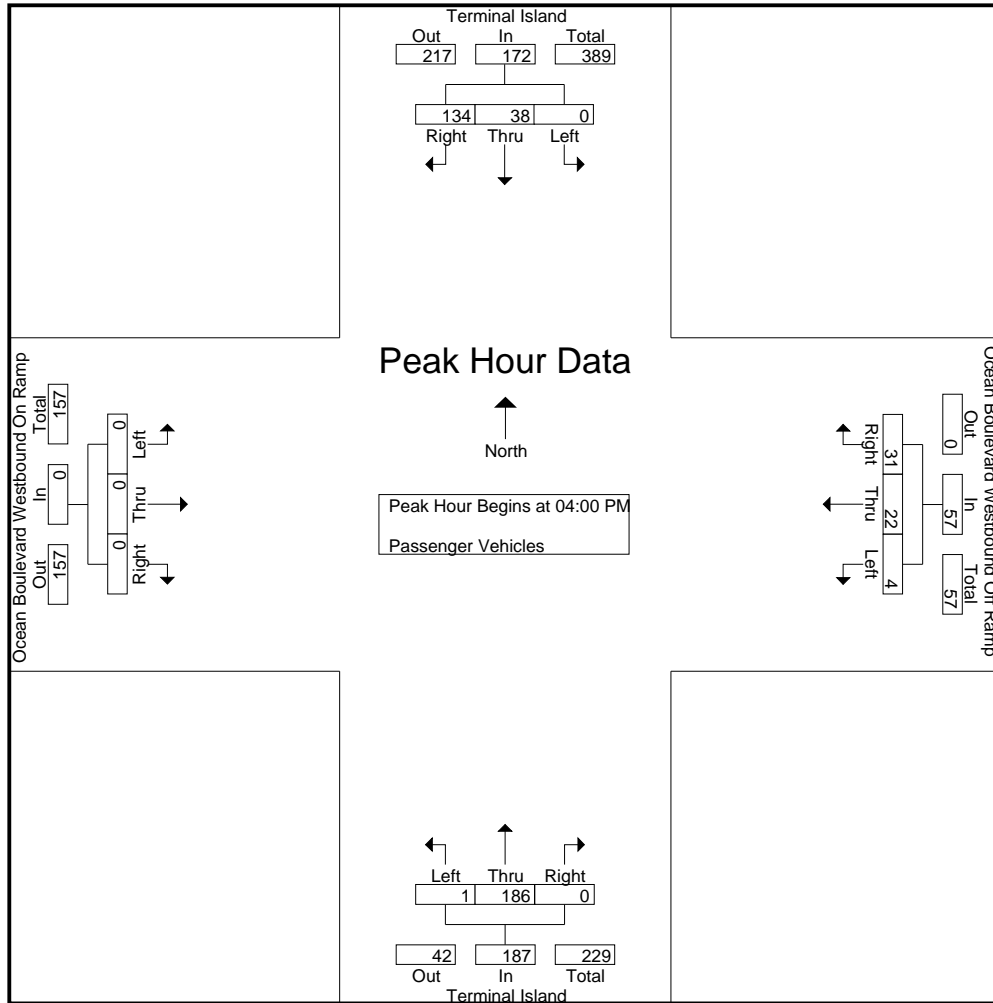 Terminal Island
Out In Total
217 172 389
134 38 0
Right Thru Left
Peak Hour Data
North
Peak Hour Begins at 04:00 PM
Passenger Vehicles
Ocean Boulevard Westbound On Ramp
Out In Total
157 0 157
0 0 0
Right Thru Left
Ocean Boulevard Westbound Off Ramp
Out In Total
0 57 57
31 22 4
Right Thru Left
Left Thru Right
1 186 0
42 187 229
Out In Total
Terminal Island